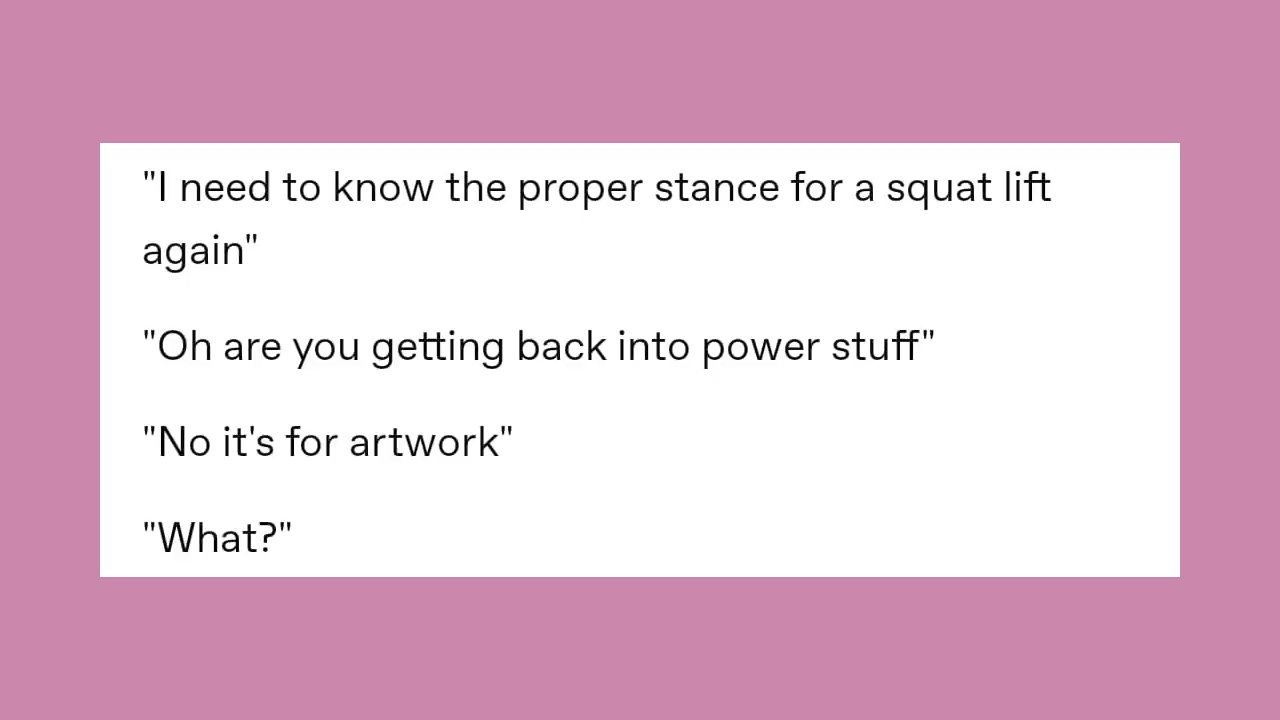 "I need to know the proper stance for a squat lift
again"
"Oh are you getting back into power stuff"
"No it's for artwork"
"What?"